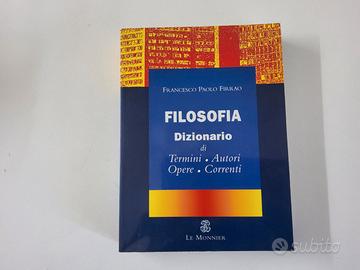 FRANCESCO PAOLO FIRRAO
FILOSOFIA
Dizionario
di
Termini • Autori
Opere • Correnti
LE MONNIER
subito